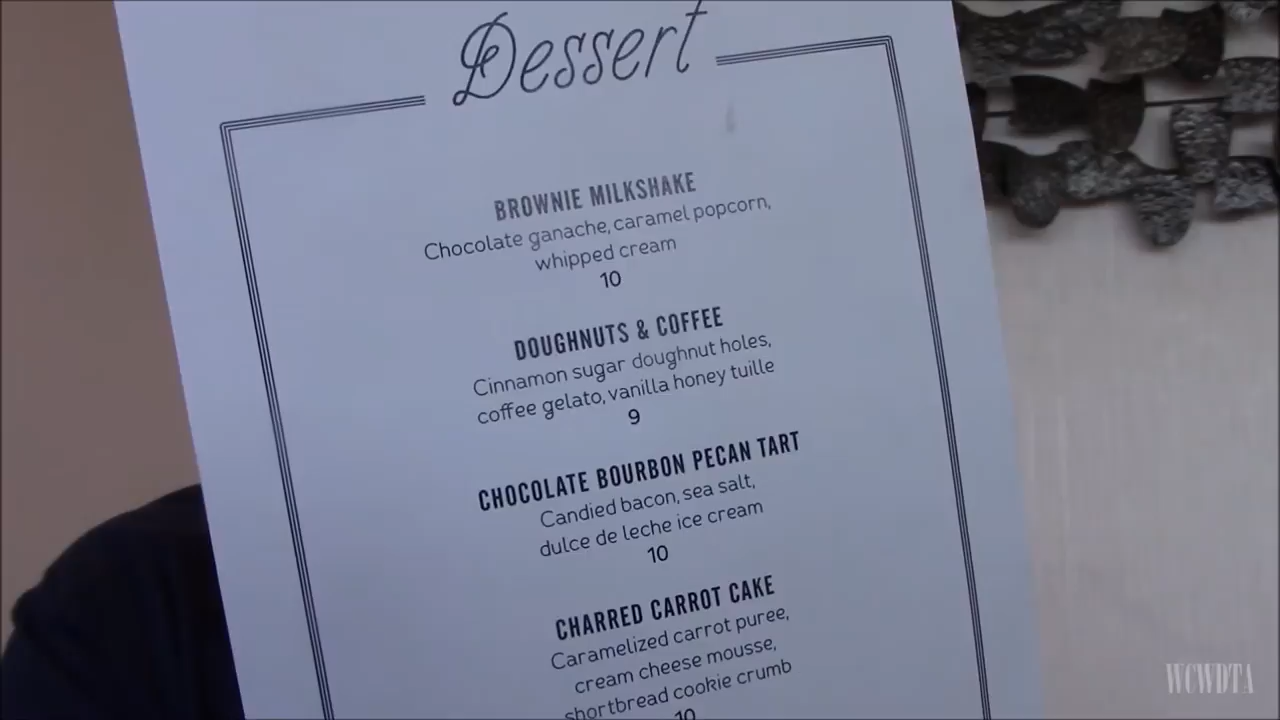 Dessert
BROWNIE MILKSHAKE
Chocolate ganache, caramel popcorn,
whipped cream
10
DOUGHNUTS & COFFEE
Cinnamon sugar doughnut holes,
coffee gelato, vanilla honey tuille
9
CHOCOLATE BOURBON PECAN TART
Candied bacon, sea salt,
dulce de leche ice cream
10
CHARRED CARROT CAKE
Caramelized carrot puree,
cream cheese mousse,
shortbread cookie crumb
10
WCWDTA